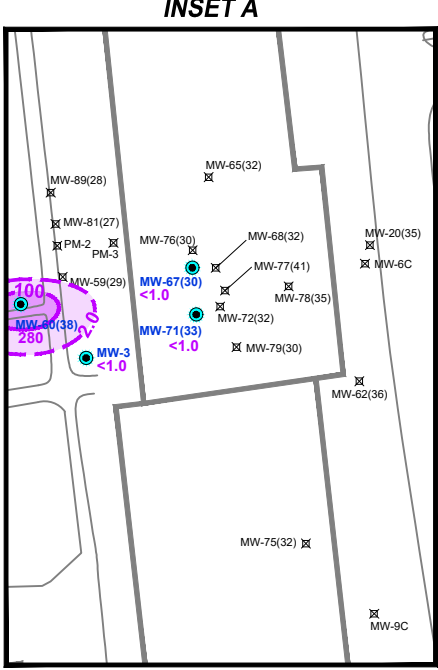 INSET A
MW-65(32)
MW-89(28)
MW-81(27)
PM-2
PM-3
MW-76(30)
MW-68(32)
MW-20(35)
MW-6C
MW-77(41)
MW-59(29)
MW-67(30)
<1.0
MW-78(35)
100
MW-60(38)
280
2.0
MW-72(32)
MW-71(33)
<1.0
MW-79(30)
MW-3
<1.0
MW-62(36)
MW-75(32)
MW-9C